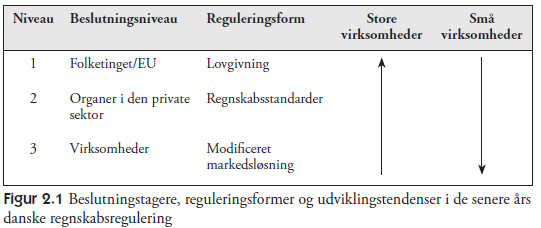 Niveau Beslutningsniveau Reguleringsform Store virksomheder Små virksomheder
1 Folketinget/EU Lovgivning
2 Organer i den private sektor Regnskabsstandarder
3 Virksomheder Modificeret markedsløsning
Figur 2.1 Beslutningstagere, reguleringsformer og udviklingstendenser i de senere års
danske regnskabsregulering